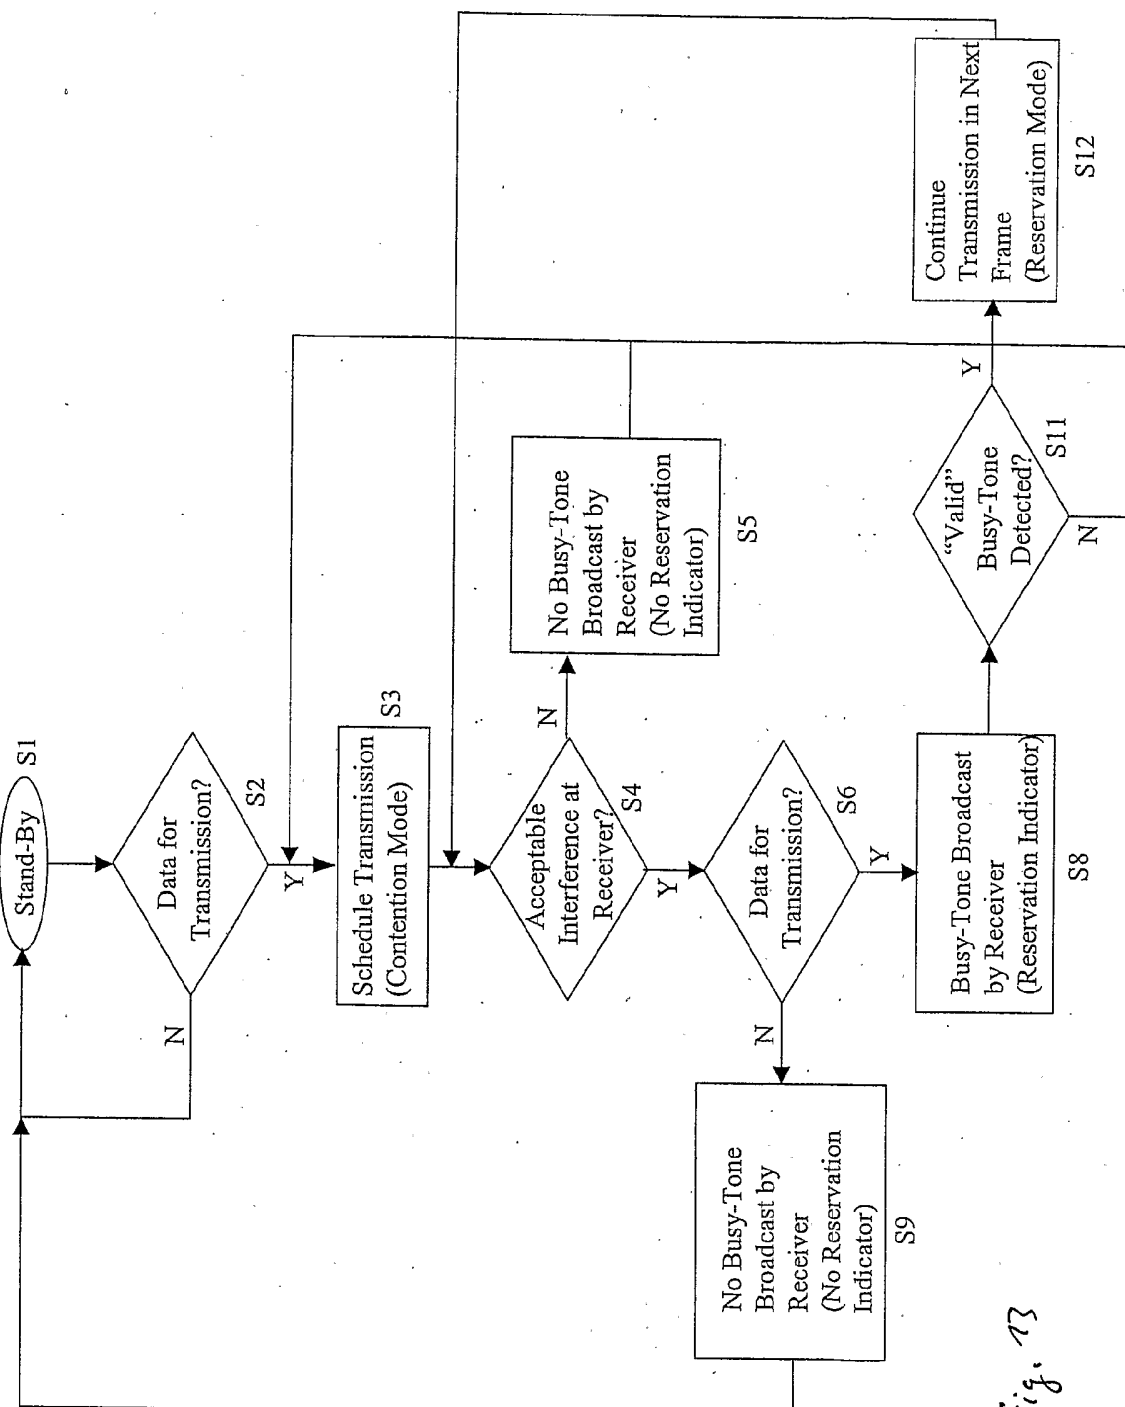 Stand-By
S1
Data for
Transmission?
S2
N
Y
Schedule Transmission
(Contention Mode)
S3
Acceptable
Interference at
Receiver?
S4
N
Y
No Busy-Tone
Broadcast by
Receiver
(No Reservation
Indicator)
S5
Data for
Transmission?
S6
N
Y
No Busy-Tone
Broadcast by
Receiver
(No Reservation
Indicator)
S9
Busy-Tone Broadcast
by Receiver
(Reservation Indicator)
S8
“Valid”
Busy-Tone
Detected?
S11
Y
N
Continue
Transmission in Next
Frame
(Reservation Mode)
S12
Fig. 13